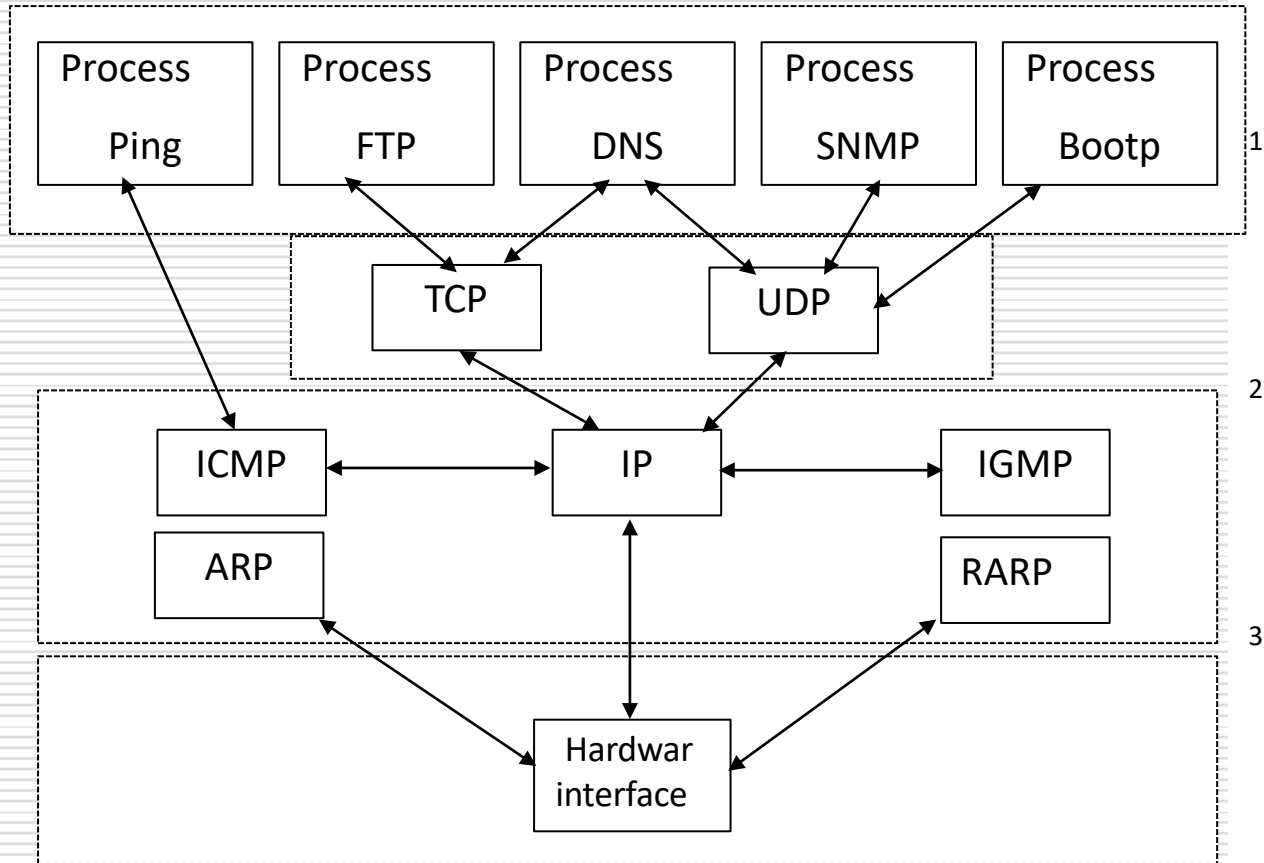 Process
Ping
Process
FTP
Process
DNS
Process
SNMP
Process
Bootp
1
TCP
UDP
2
ICMP
IP
IGMP
ARP
RARP
3
Hardwar
interface